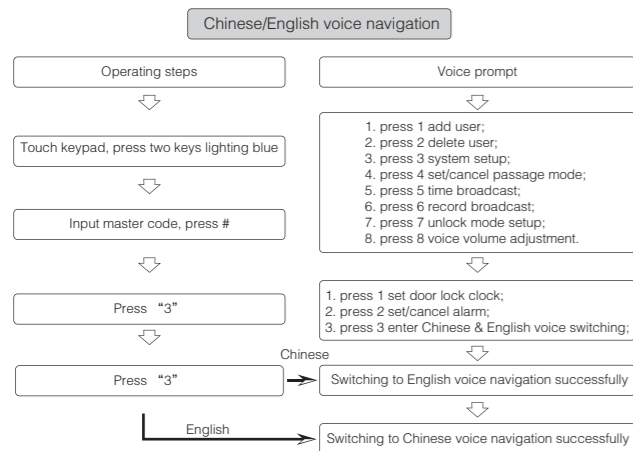 Chinese/English voice navigation
Operating steps
Touch keypad, press two keys lighting blue
Input master code, press #
Press “3”
Press “3”
Chinese
English
Voice prompt
1. press 1 add user;
2. press 2 delete user;
3. press 3 system setup;
4. press 4 set/cancel passage mode;
5. press 5 time broadcast;
6. press 6 record broadcast;
7. press 7 unlock mode setup;
8. press 8 voice volume adjustment.
1. press 1 set door lock clock;
2. press 2 set/cancel alarm;
3. press 3 enter Chinese & English voice switching;
Switching to English voice navigation successfully
Switching to Chinese voice navigation successfully